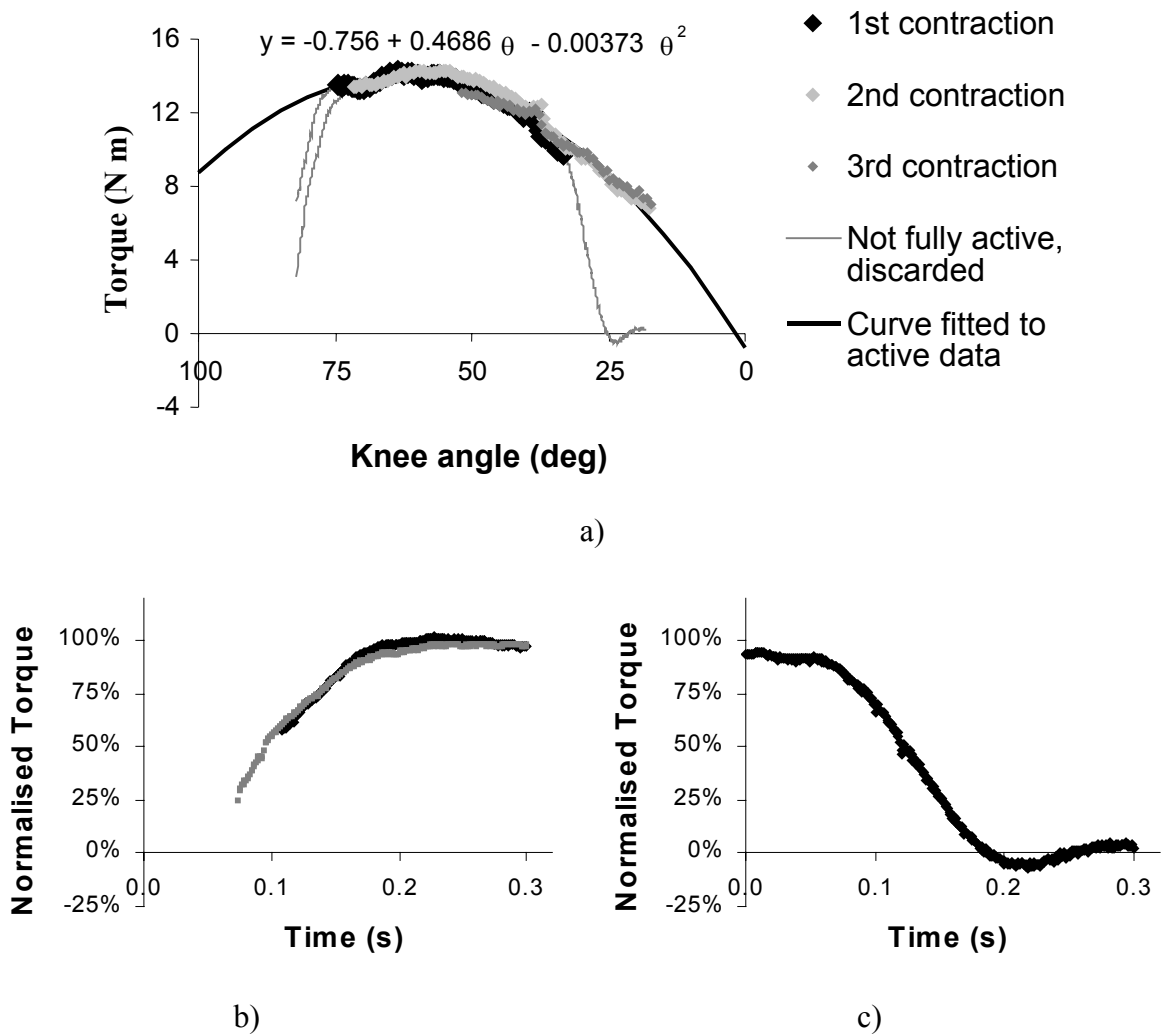 y = -0.756 + 0.4686 θ - 0.00373 θ²
1st contraction
2nd contraction
3rd contraction
Not fully active,
discarded
Curve fitted to
active data
Torque (N m)
16
12
8
4
0
-4
100 75 50 25 0
Knee angle (deg)
a)
Normalised Torque
100%
75%
50%
25%
0%
-25%
0.0 0.1 0.2 0.3
Time (s)
b)
Normalised Torque
100%
75%
50%
25%
0%
-25%
0.0 0.1 0.2 0.3
Time (s)
c)